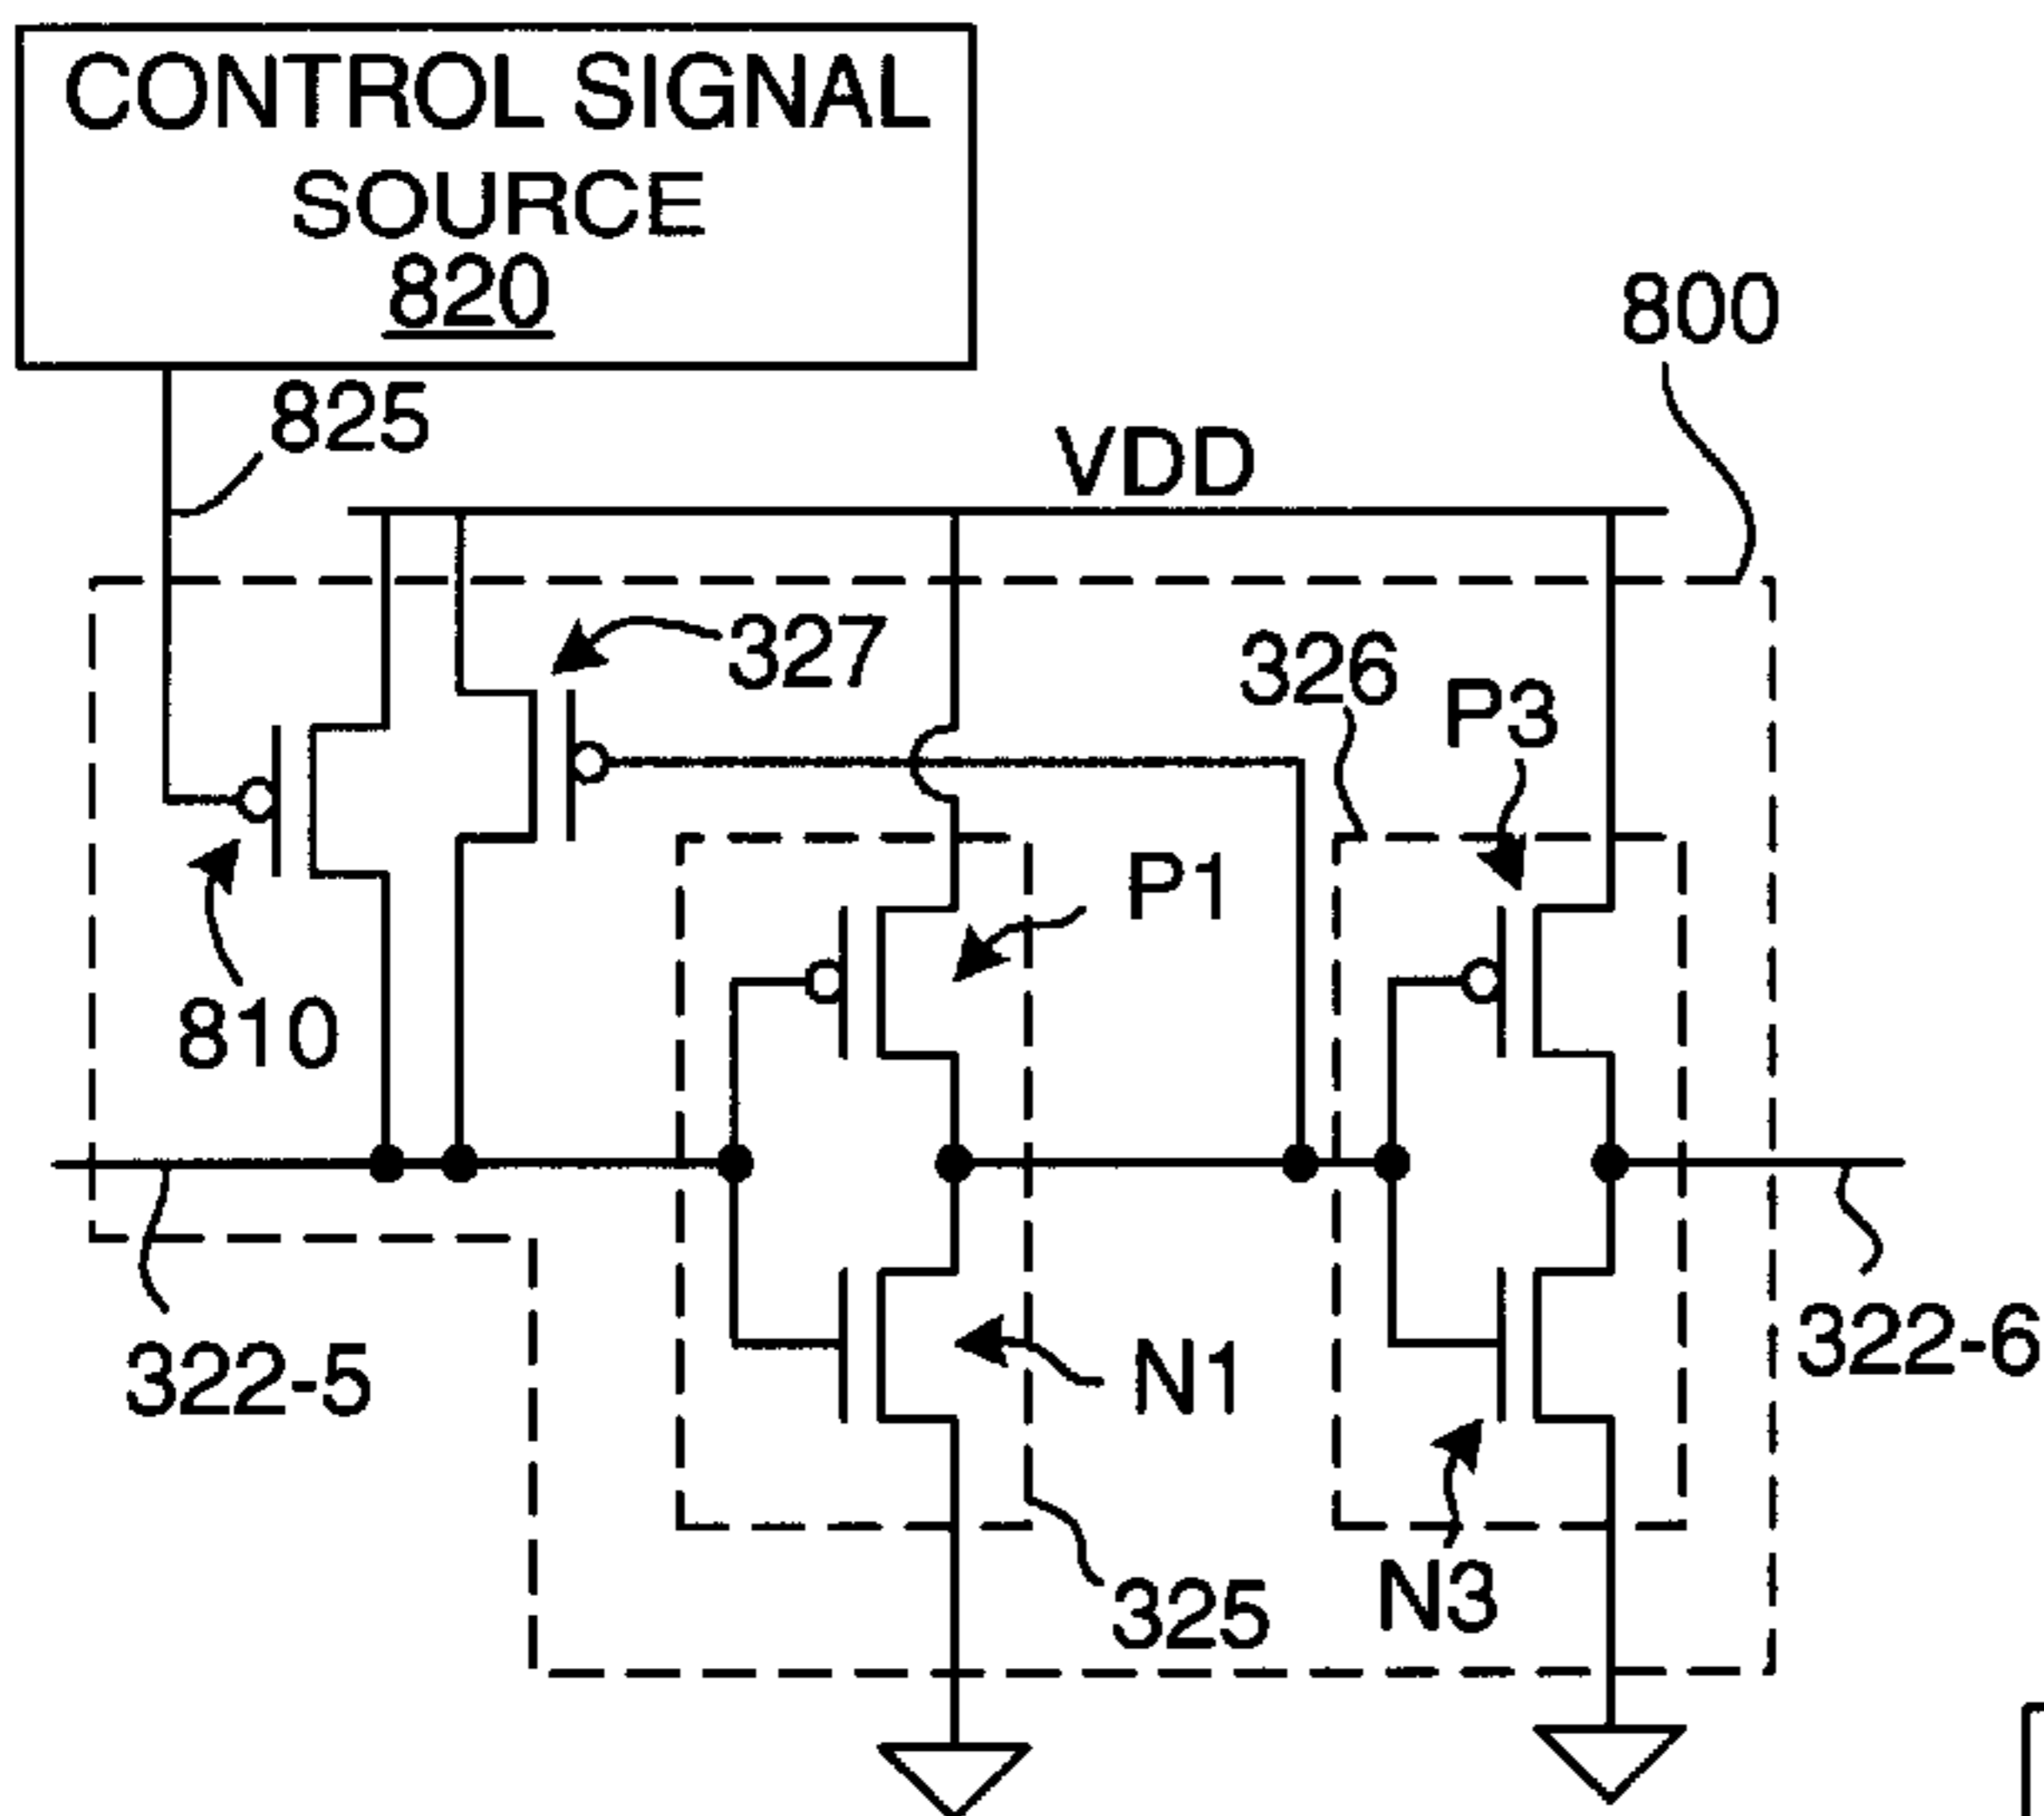 CONTROL SIGNAL
SOURCE
820
800
825
VDD
327
326
P3
P1
810
322-5
N1
322-6
325
N3